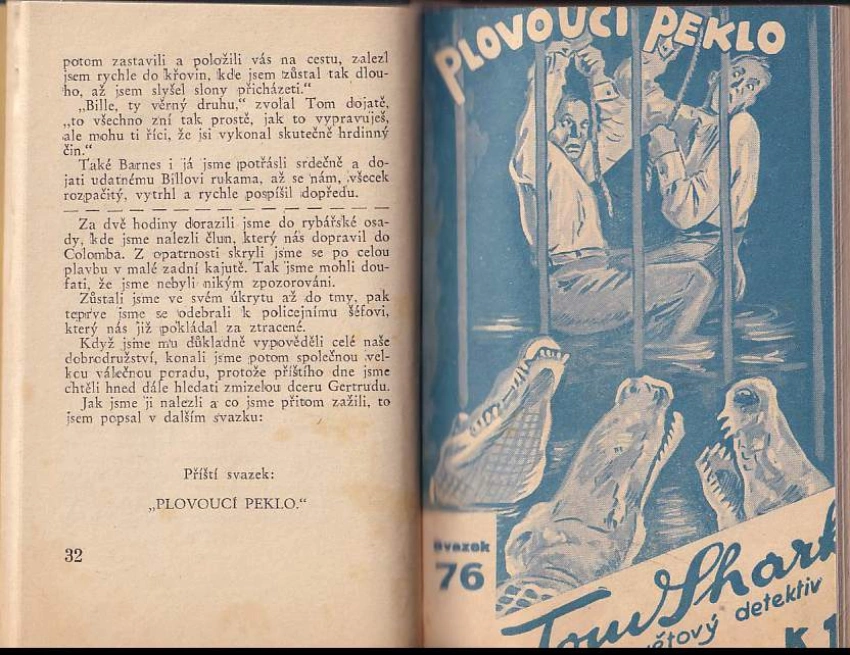 potom zastavili a položili vás na cestu, zalezl
jsem rychle do křovin, kde jsem zůstal tak dlou-
ho, až jsem slyšel slony přicházeti.“
„Bille, ty věrný druhu,“ zvolal Tom dojatě,
„to všechno zní tak prostě, jak to vypravuješ,
ale mohu ti říci, že jsi vykonal skutečně hrdinný
čin.“
Také Barnes i já jsme potřásli srdečně a do-
jati udatnému Billovi rukama, až se nám, všecek
rozpačitý, vytrhl a rychle pospíšil dopředu.
Za dvě hodiny dorazili jsme do rybářské osa-
dy, kde jsme nalezli člun, který nás dopravil do
Colomba. Z opatrnosti skryli jsme se po celou
plavbu v malé zadní kajutě. Tak jsme mohli dou-
fati, že jsme nebyli nikým zpozorováni.
Zůstali jsme ve svém úkrytu až do tmy, pak
teprve jsme se odebrali k policejnímu šéfovi,
který nás již pokládal za ztracené.
Když jsme mu důkladně vypověděli celé naše
dobrodružství, konali jsme potom společnou vel-
kou válečnou poradu, protože příštího dne jsme
chtěli hned dále hledati zmizelou dceru Gertrudu.
Jak jsme ji nalezli a co jsme přitom zažili, to
jsem popsal v dalším svazku:
Příští svazek:
„PLOVOUCÍ PEKLO.“
32
PLOVOUCÍ PEKLO
Svazek
76
Tom Shark
ětový detektiv
K 1